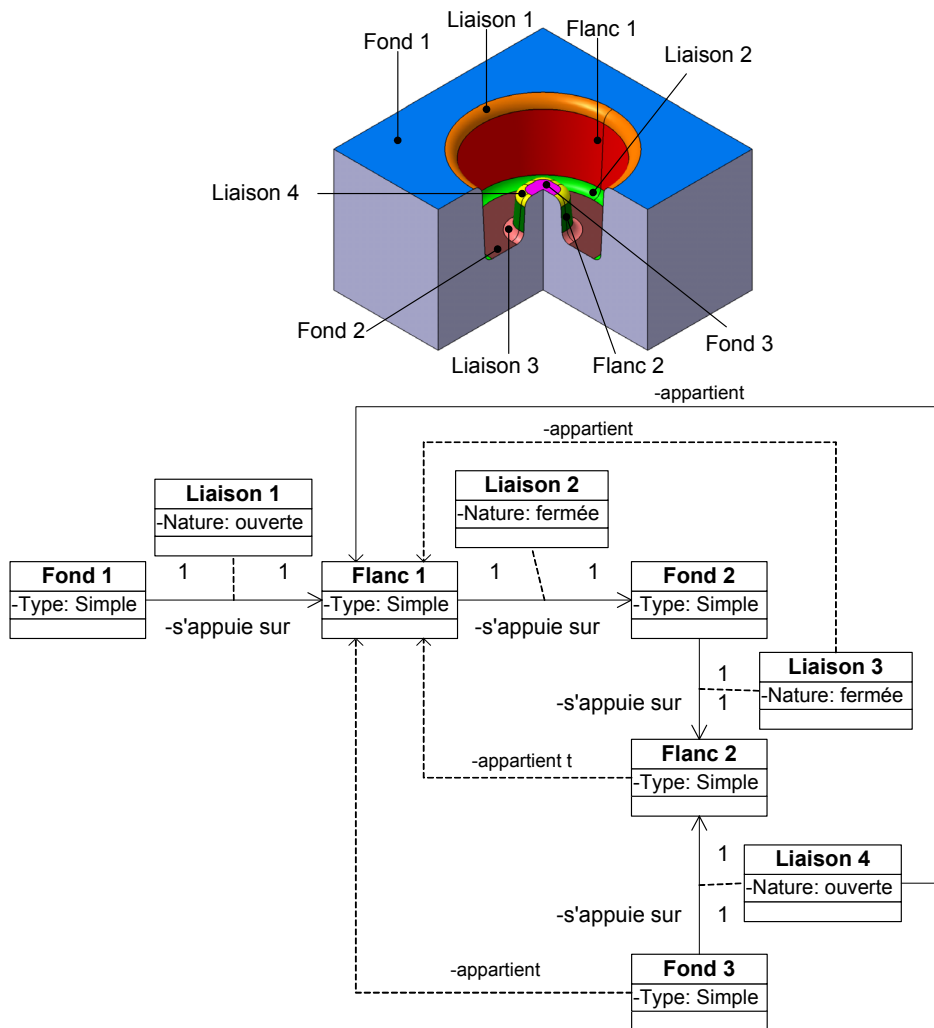 Liaison 1
Flanc 1
Fond 1
Liaison 2
Liaison 4
Fond 2
Fond 3
Liaison 3
Flanc 2
-appartient
-appartient
Liaison 1
-Nature: ouverte
Liaison 2
-Nature: fermée
Fond 1
-Type: Simple
1
1
-s'appuie sur
Flanc 1
-Type: Simple
1
1
-s'appuie sur
Fond 2
-Type: Simple
1
-s'appuie sur
1
Liaison 3
-Nature: fermée
-appartient t
Flanc 2
-Type: Simple
1
-s'appuie sur
1
Liaison 4
-Nature: ouverte
-appartient
Fond 3
-Type: Simple